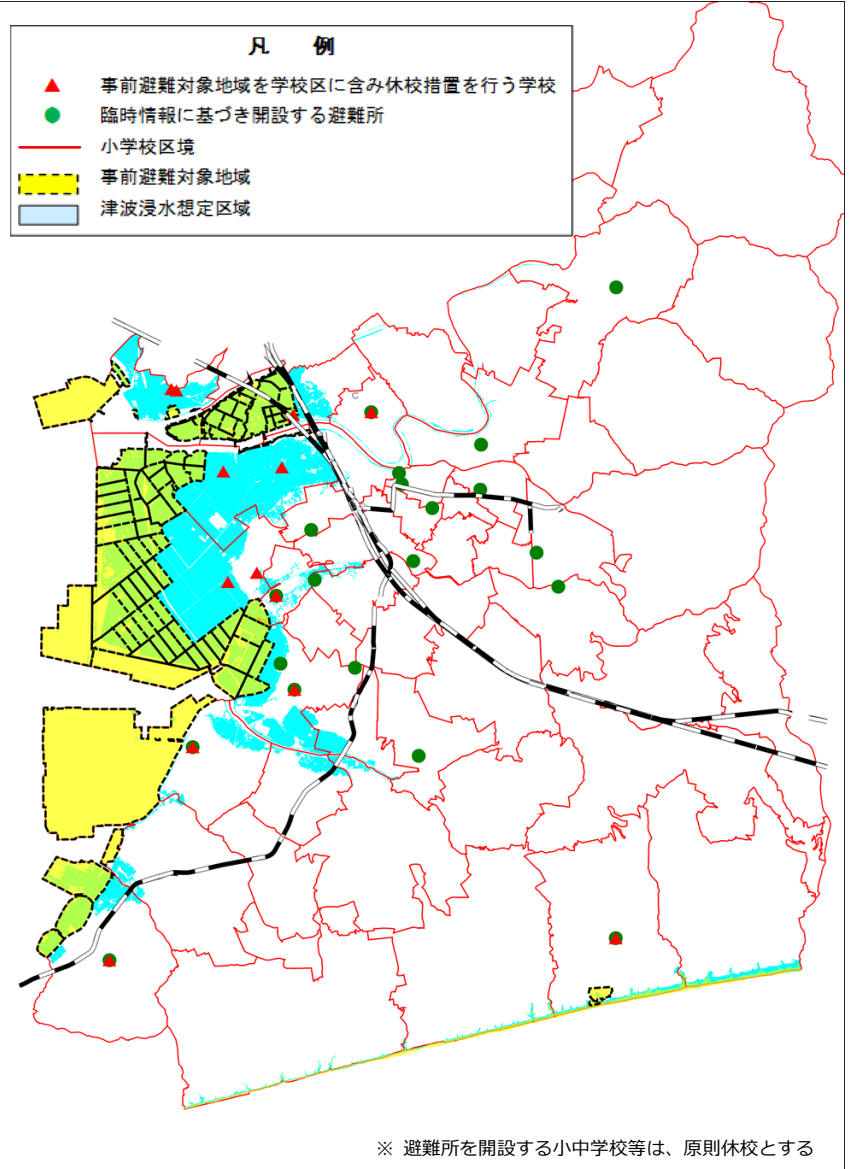 凡 例
事前避難対象地域を学校区に含み休校措置を行う学校
臨時情報に基づき開設する避難所
小学校区境
事前避難対象地域
津波浸水想定区域
※ 避難所を開設する小中学校等は、原則休校とする